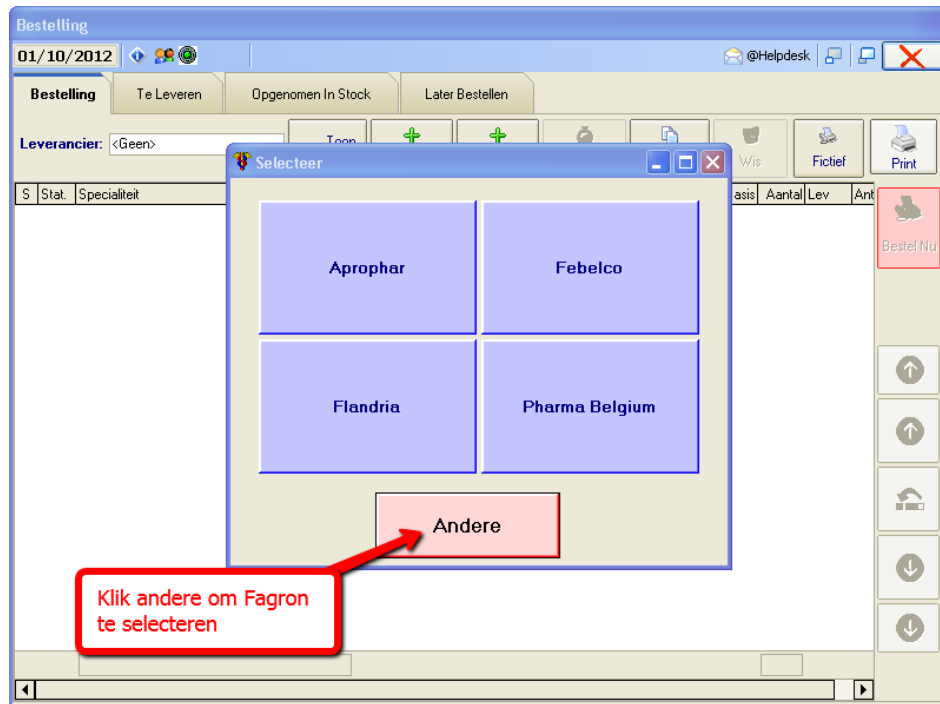 Bestelling
01/10/2012
@Helpdesk
Bestelling Te Leveren Opgenomen In Stock Later Bestellen
Leverancier: <Geen> Toon Wis Fictief Print
Selecteer
S Stat. Specialiteit asis Aantal Lev Ant
Bestel Nu
Aprophar Febelco
Flandria Pharma Belgium
Andere
Klik andere om Fagron
te selecteren